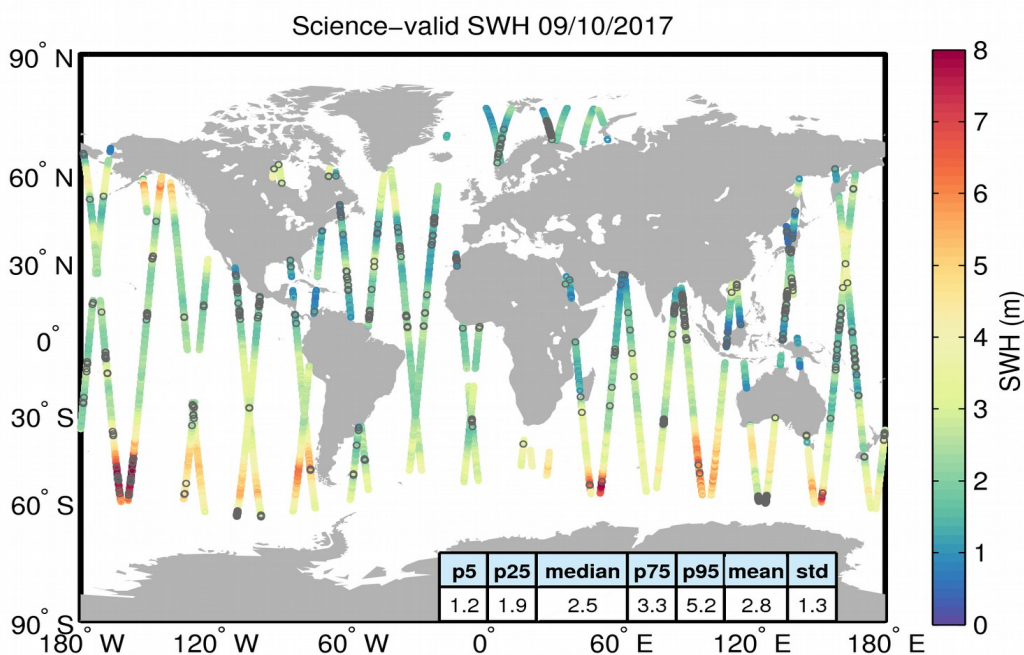 Science−valid SWH 09/10/2017
90° N
60° N
30° N
0°
30° S
60° S
90° S
180° W
120° W
60° W
0°
60° E
120° E
180° E
p5 p25 median p75 p95 mean std
1.2 1.9 2.5 3.3 5.2 2.8 1.3
8
7
6
5
4
3
2
1
0
SWH (m)